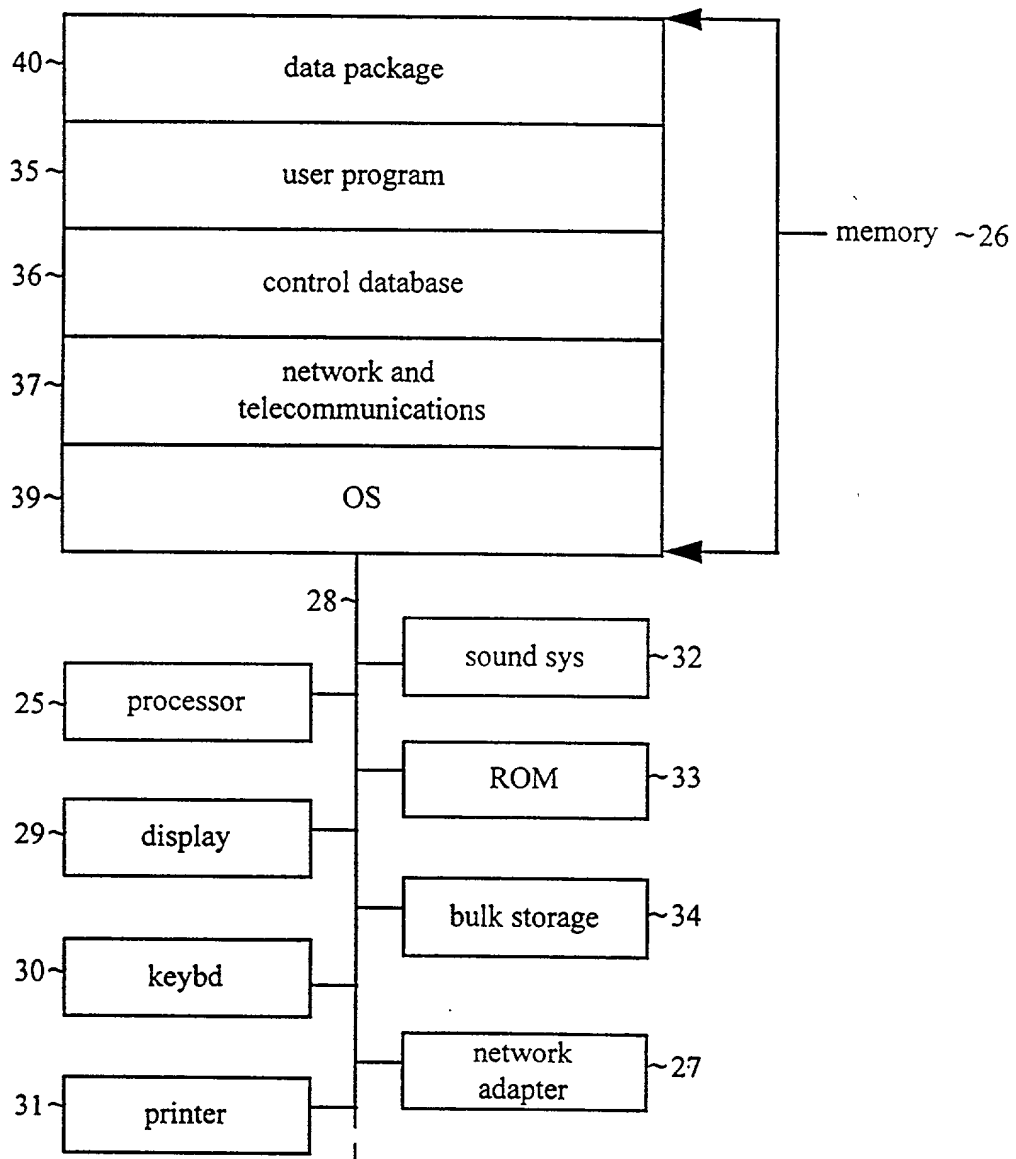 40~ data package
35~ user program
memory ~26
36~ control database
37~ network and
telecommunications
39~ OS
28~
sound sys ~32
25~ processor
ROM ~33
29~ display
bulk storage ~34
30~ keybd
network
adapter ~27
31~ printer